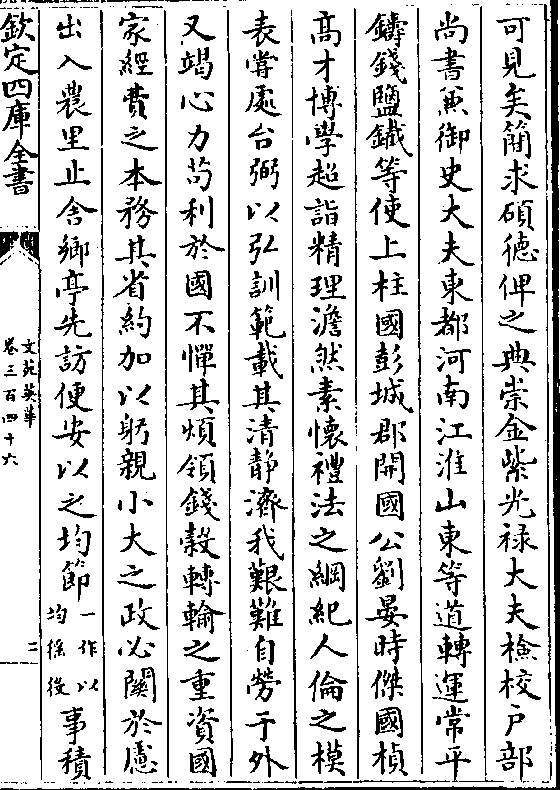 可見矣簡求碩徳俾之典崇金紫光禄大夫檢校户部
尚書兼御史大夫東都河南江淮山東等道轉運常平
鑄錢鹽鐵等使上柱國彭城郡開國公劉晏時傑國楨
髙才博學超詣精理澹然素懷禮法之綱紀人倫之模
表嘗處台弼以弘訓範載其清静濟我艱難自勞于外
又竭心力茍利於國不憚其煩領錢穀轉輪之重資國
家經費之本務其省約加以躬親小大之政必闗於慮
出入農里止舍鄉亭先訪便安以之均節一作以均徭役事積
欽定四庫全書
文苑英華
卷三百四十六
二